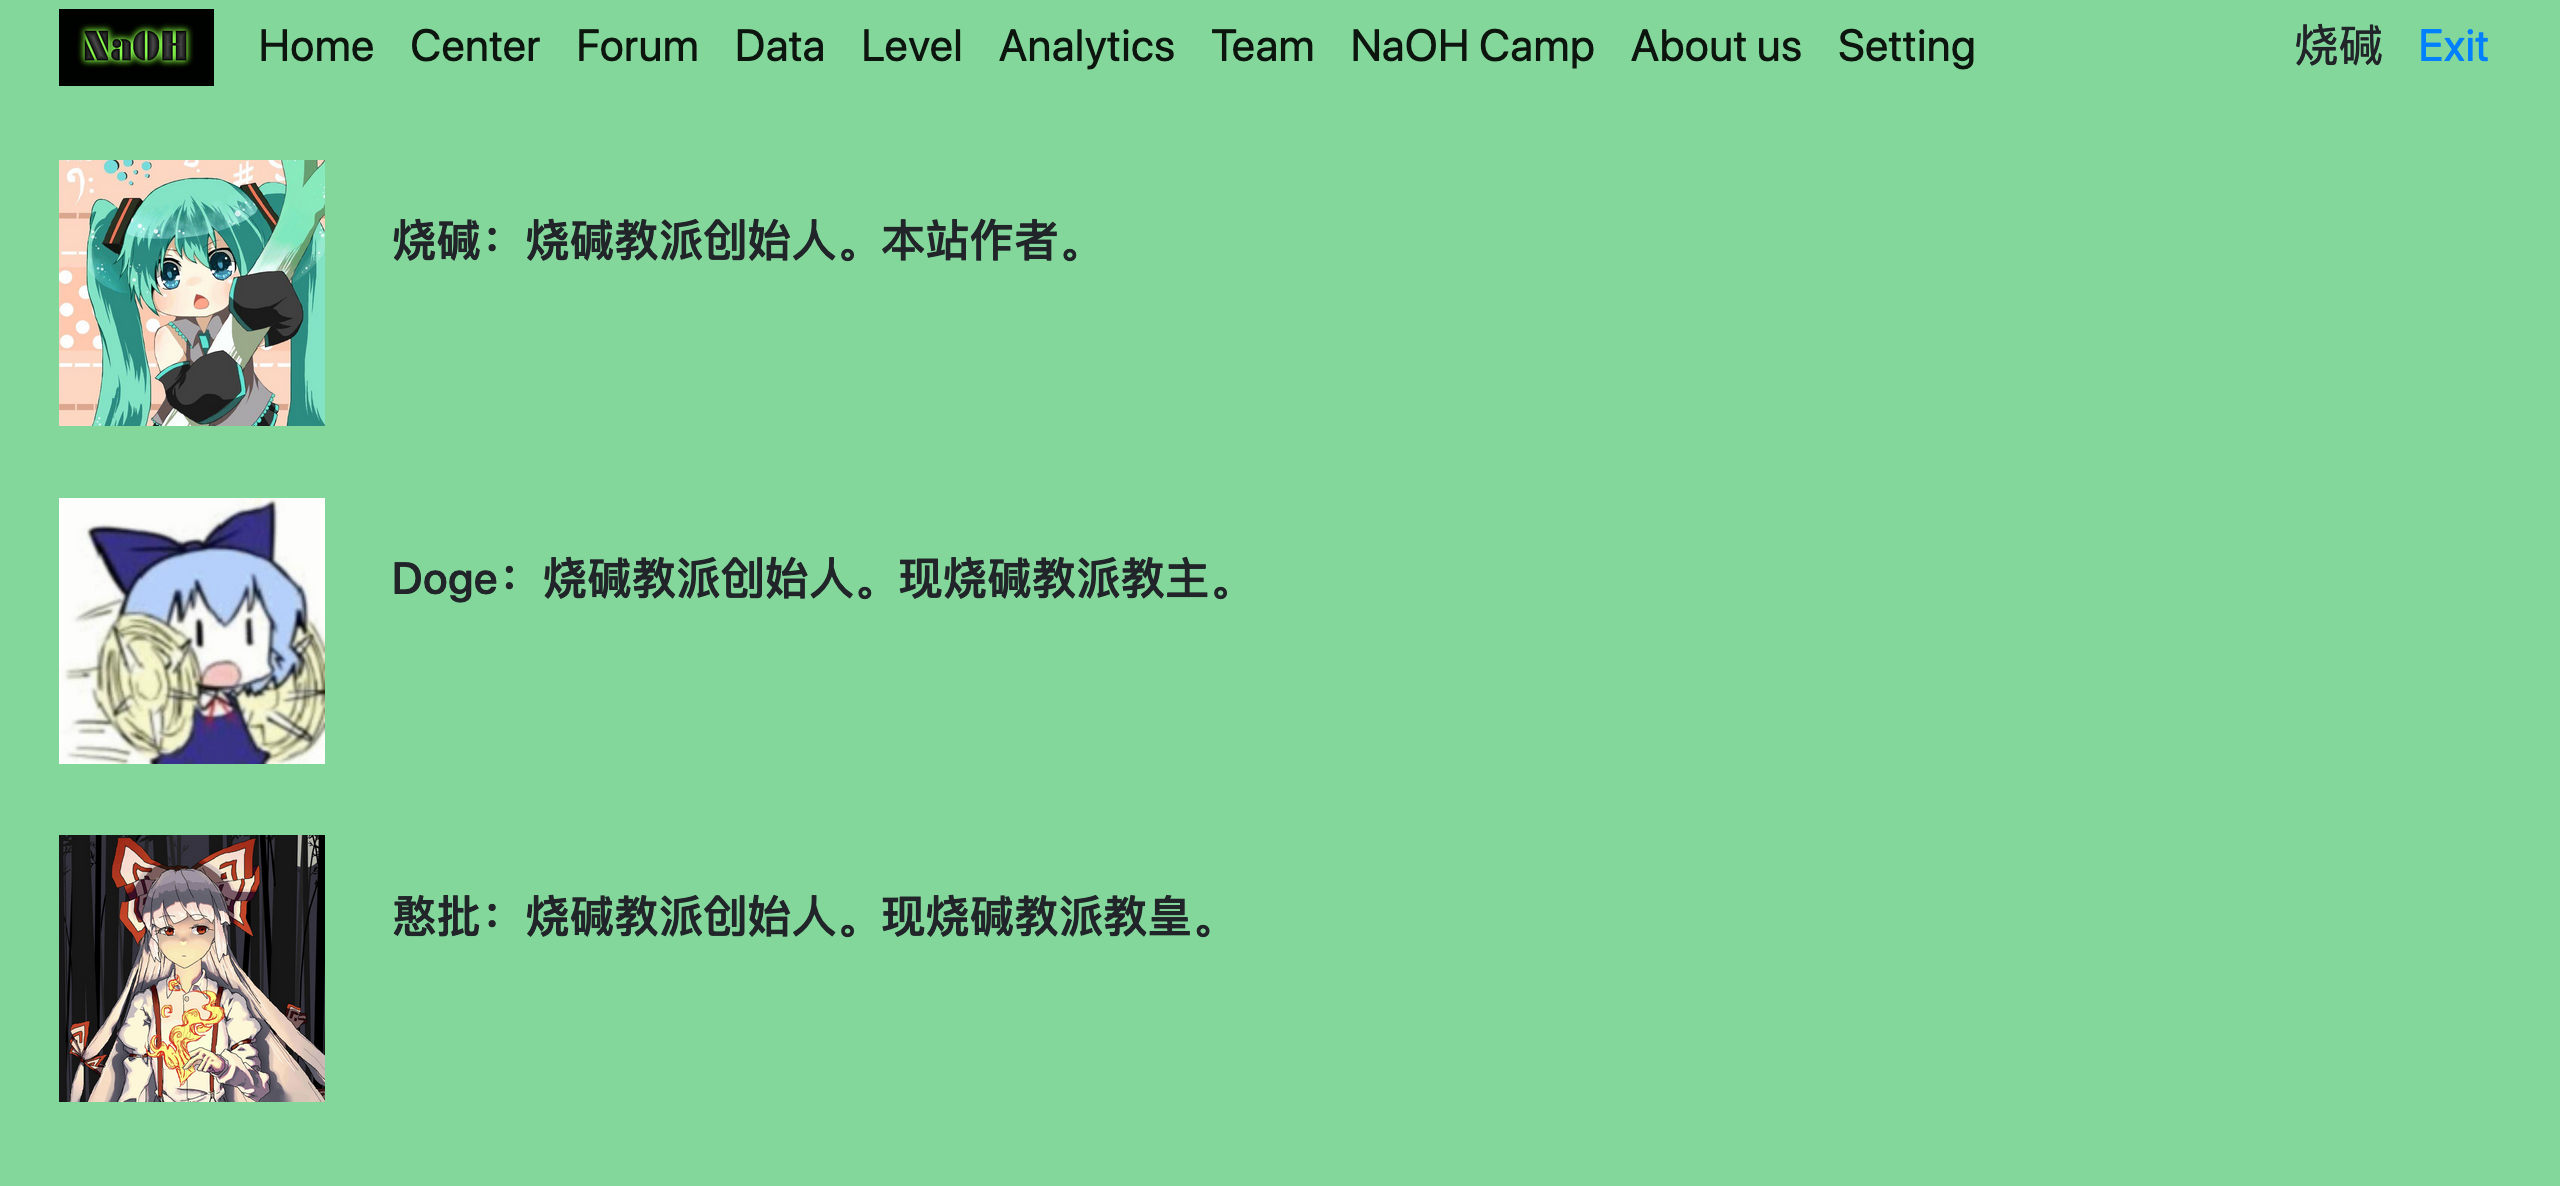 NaOH Home Center Forum Data Level Analytics Team NaOH Camp About us Setting 烧碱 Exit
烧碱：烧碱教派创始人。本站作者。
Doge：烧碱教派创始人。现烧碱教派教主。
憨批：烧碱教派创始人。现烧碱教派教皇。